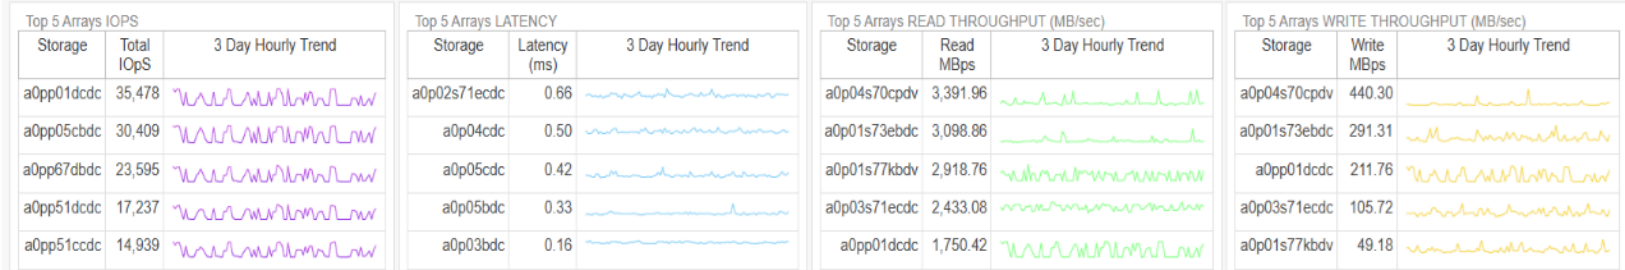 Top 5 Arrays IOPS
Storage Total IOpS 3 Day Hourly Trend
a0pp01dcdc 35,478
a0pp05cbdc 30,409
a0pp67dbdc 23,595
a0pp51dcdc 17,237
a0pp51ccdc 14,939
Top 5 Arrays LATENCY
Storage Latency (ms) 3 Day Hourly Trend
a0p02s71ecdc 0.66
a0p04cdc 0.50
a0p05cdc 0.42
a0p05bdc 0.33
a0p03bdc 0.16
Top 5 Arrays READ THROUGHPUT (MB/sec)
Storage Read MBps 3 Day Hourly Trend
a0p04s70cpdv 3,391.96
a0p01s73ebdc 3,098.86
a0p01s77kbdv 2,918.76
a0p03s71ecdc 2,433.08
a0pp01dcdc 1,750.42
Top 5 Arrays WRITE THROUGHPUT (MB/sec)
Storage Write MBps 3 Day Hourly Trend
a0p04s70cpdv 440.30
a0p01s73ebdc 291.31
a0pp01dcdc 211.76
a0p03s71ecdc 105.72
a0p01s77kbdv 49.18